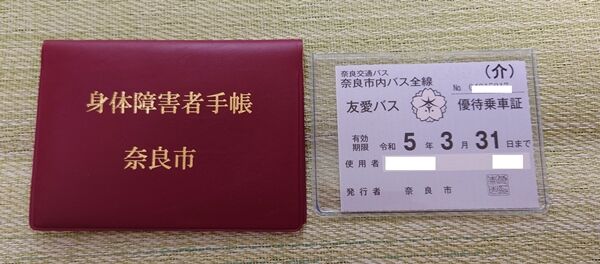 身体障害者手帳
奈良市
奈良交通バス
奈良市内バス全線
(介)
No
友愛バス
奈
優待乗車証
有効期限 令和 5 年 3 月 31 日まで
使用者
発行者 奈良市